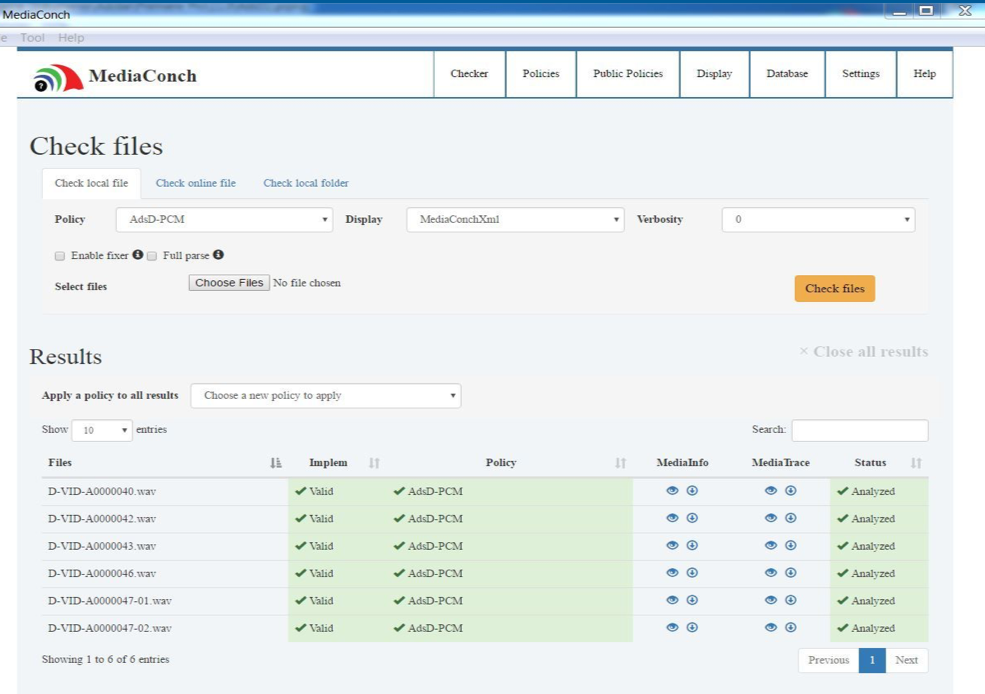 MediaConch
e Tool Help
MediaConch Checker Policies Public Policies Display Database Settings Help
Check files
Check local file Check online file Check local folder
Policy AdsD-PCM Display MediaConchXml Verbosity 0
Enable fixer Full parse
Select files Choose Files No file chosen Check files
Results × Close all results
Apply a policy to all results Choose a new policy to apply
Show 10 entries Search:
Files Implem Policy MediaInfo MediaTrace Status
D-VID-A0000040.wav Valid AdsD-PCM Analyzed
D-VID-A0000042.wav Valid AdsD-PCM Analyzed
D-VID-A0000043.wav Valid AdsD-PCM Analyzed
D-VID-A0000046.wav Valid AdsD-PCM Analyzed
D-VID-A0000047-01.wav Valid AdsD-PCM Analyzed
D-VID-A0000047-02.wav Valid AdsD-PCM Analyzed
Showing 1 to 6 of 6 entries Previous 1 Next